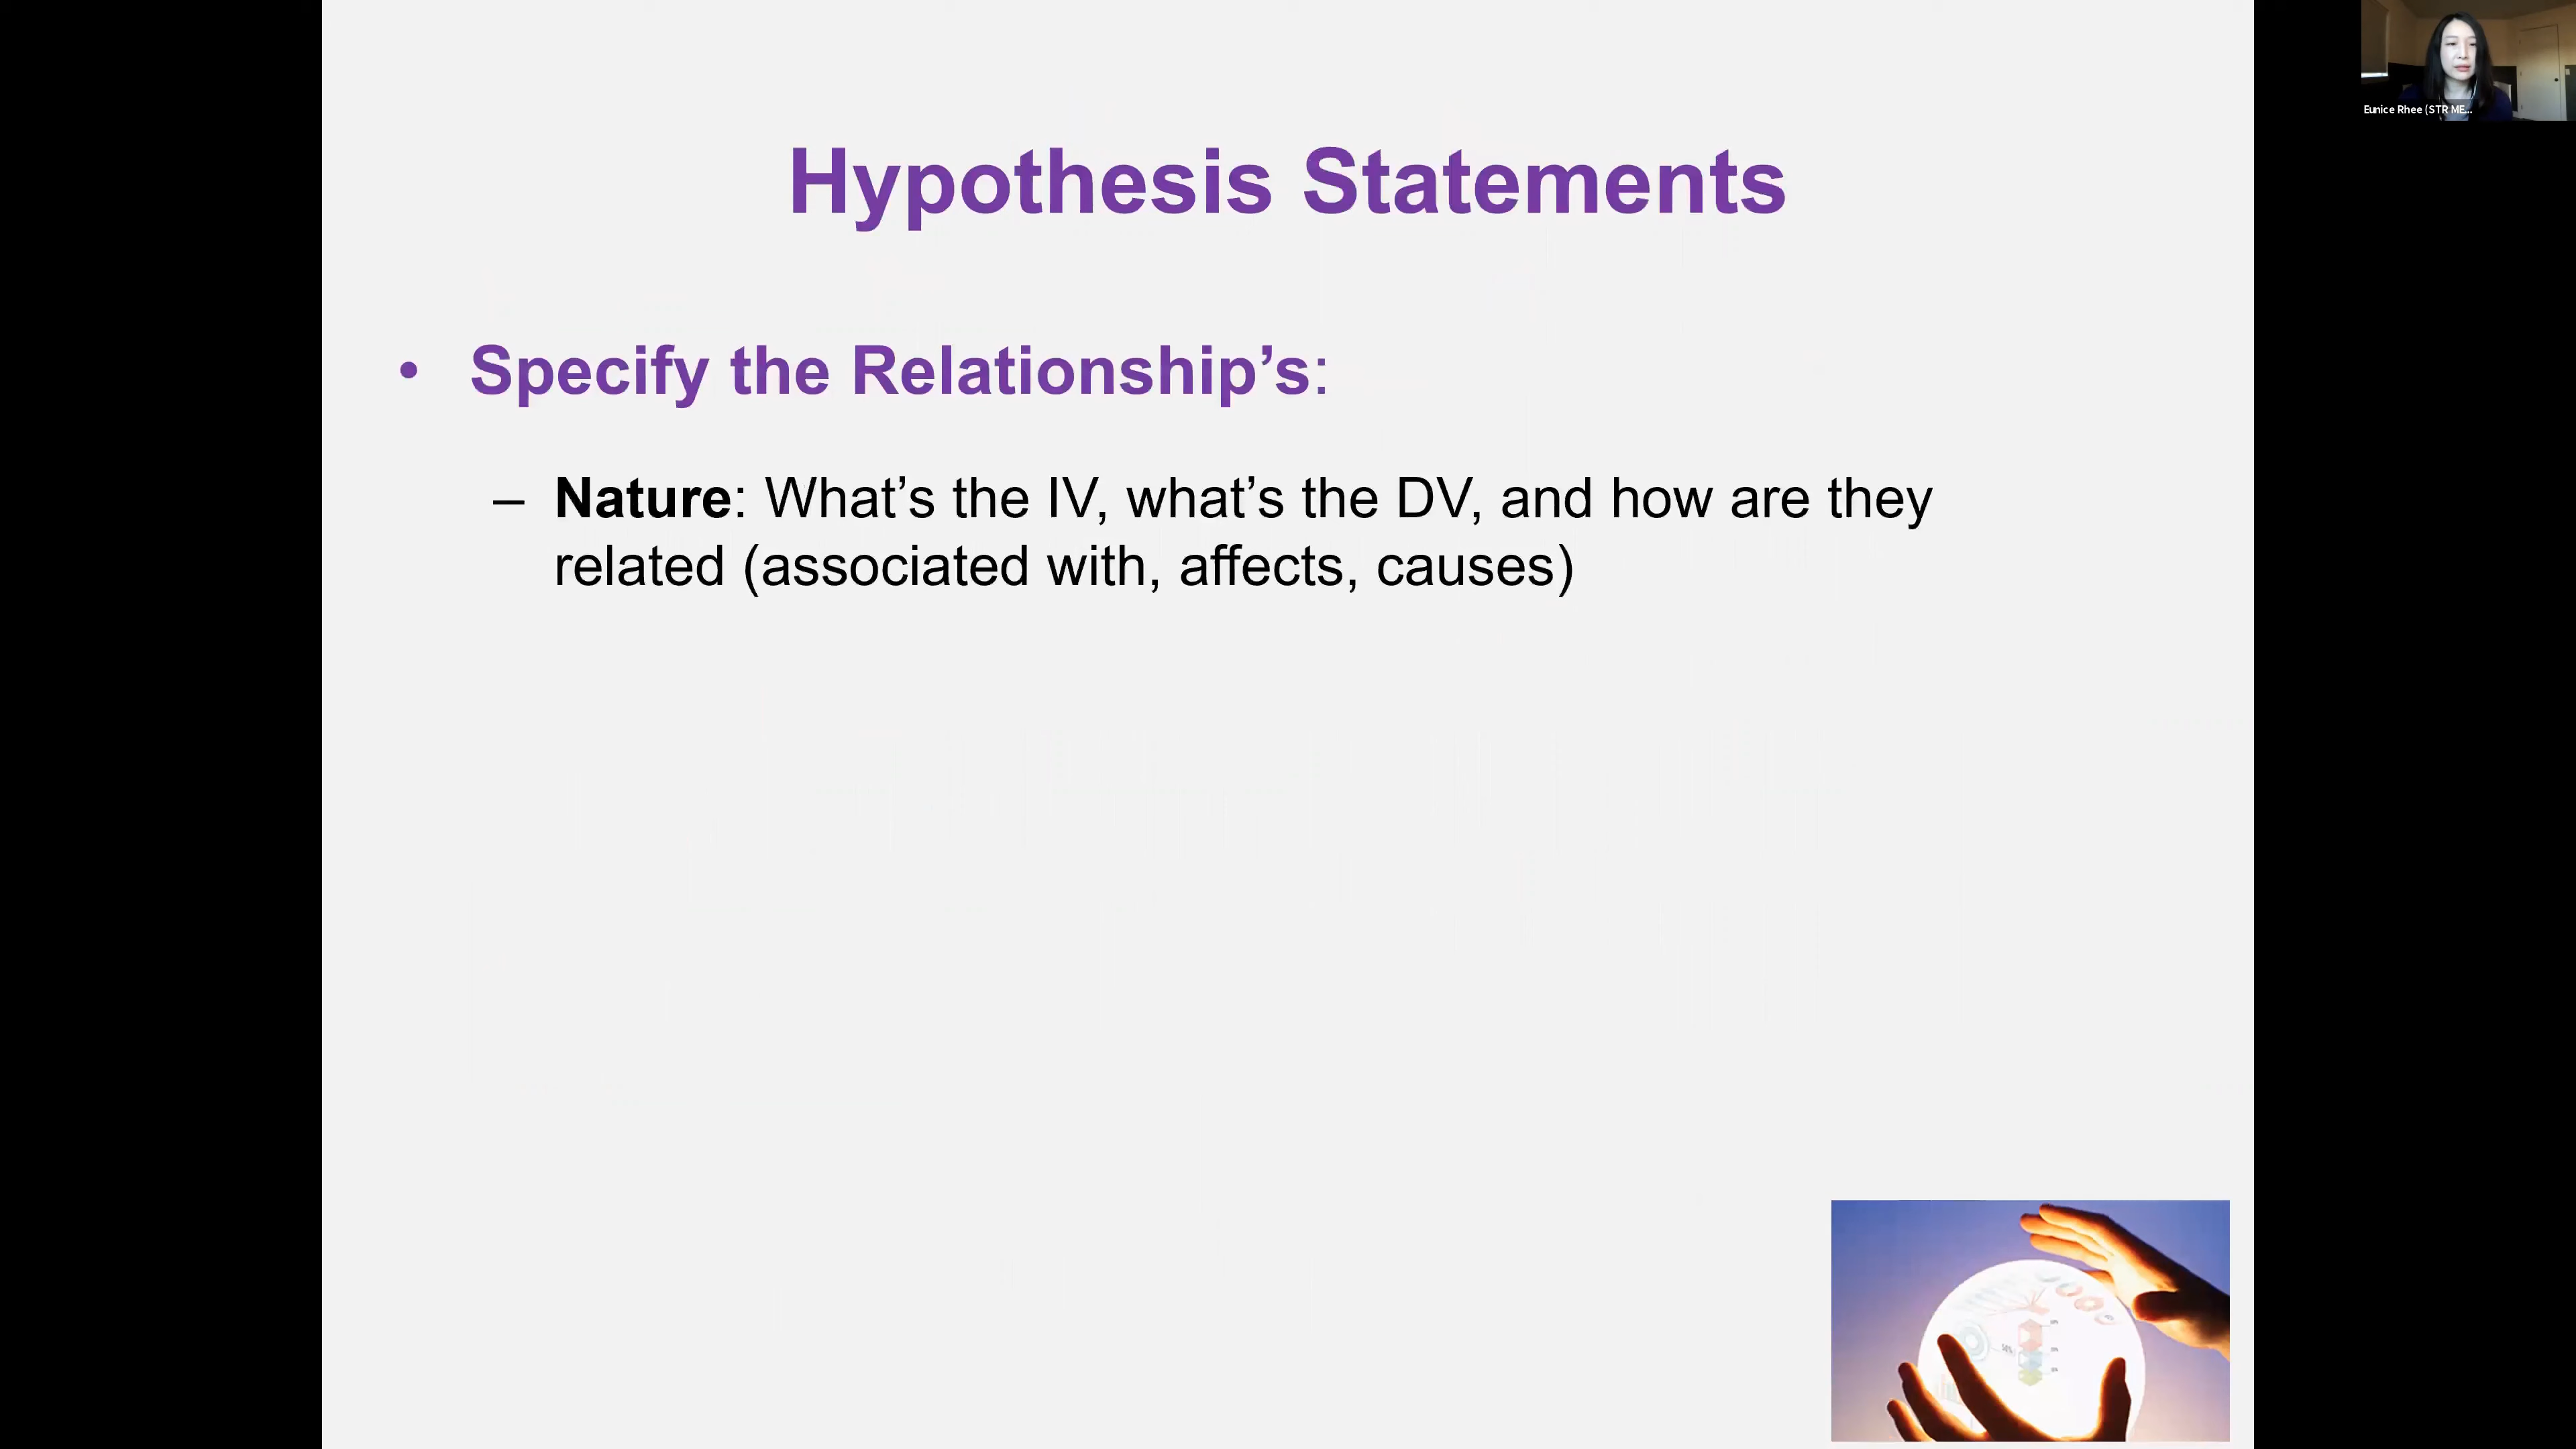 Eunice Rhee (STR ME...
Hypothesis Statements
• Specify the Relationship’s:
– Nature: What’s the IV, what’s the DV, and how are they
related (associated with, affects, causes)